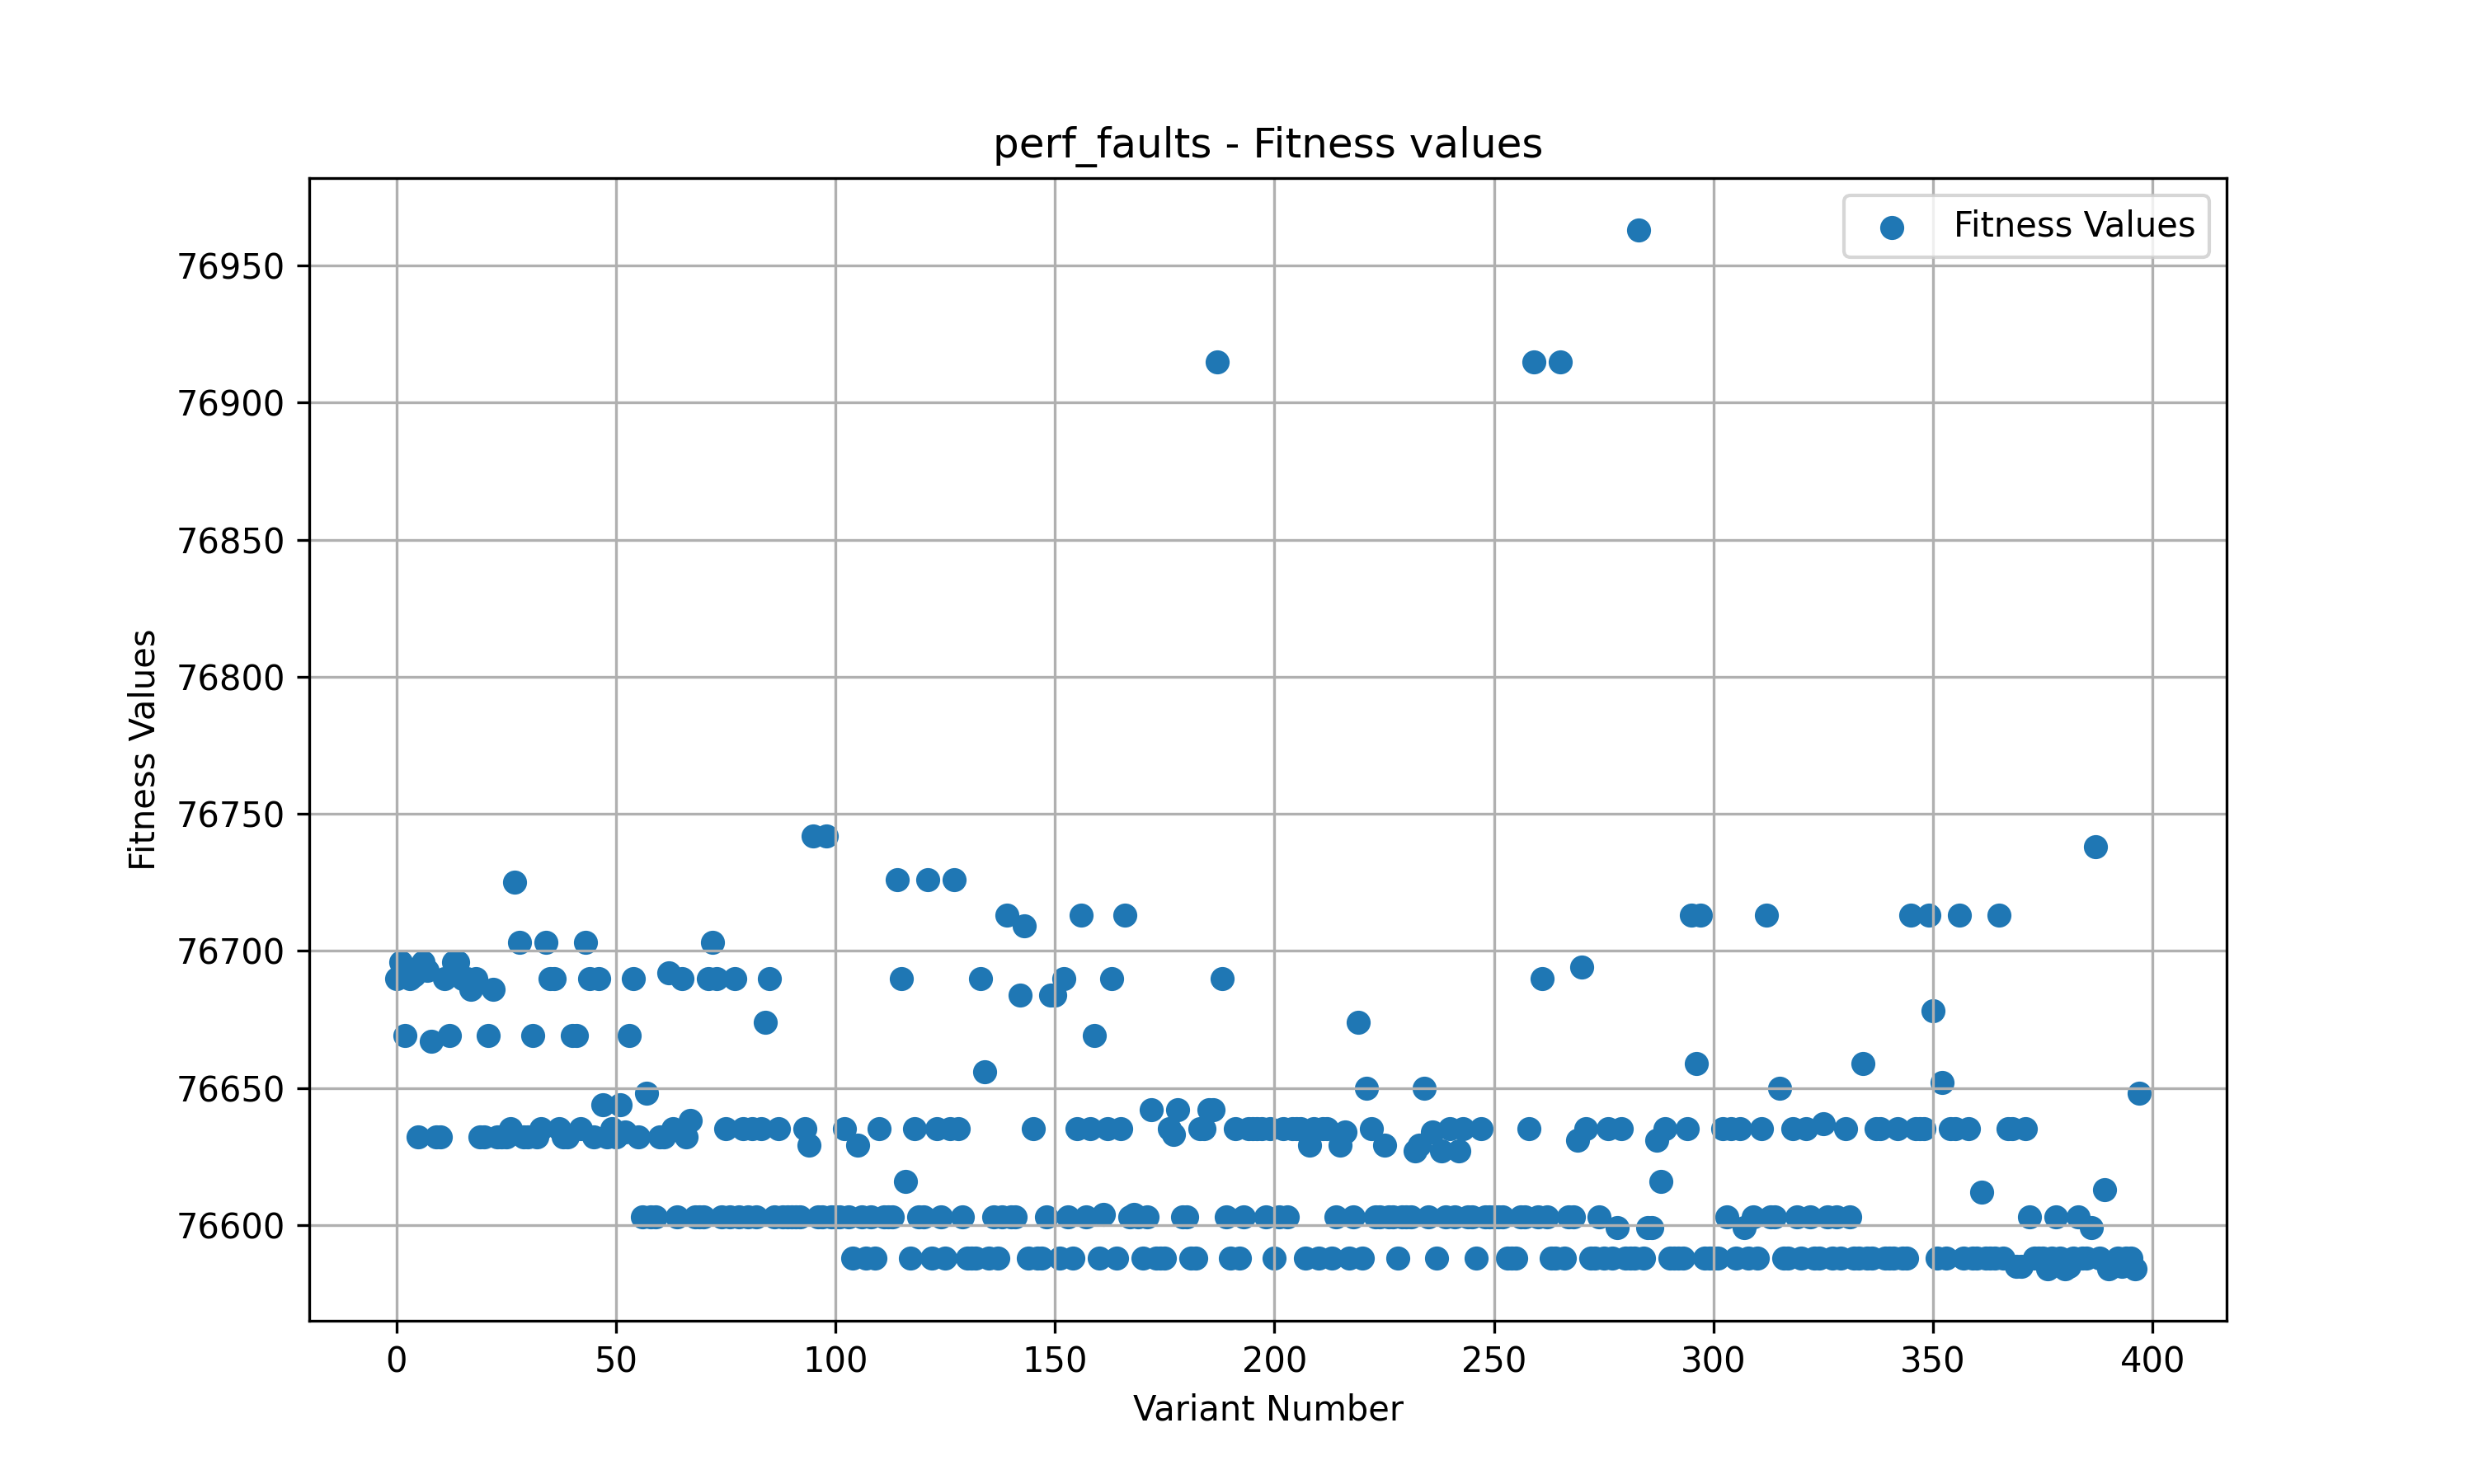 perf_faults - Fitness values
Fitness Values
76950
76900
76850
76800
76750
76700
76650
76600
Fitness Values
0 50 100 150 200 250 300 350 400
Variant Number